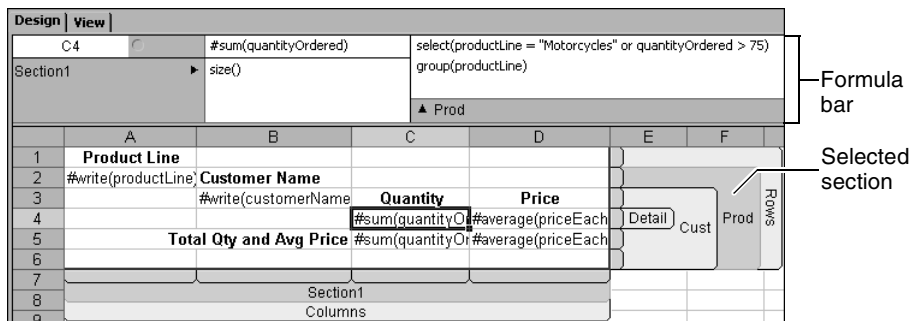 Design View
C4 #sum(quantityOrdered) select(productLine = "Motorcycles" or quantityOrdered > 75)
Section1 size() group(productLine)
Prod
Formula bar
A B C D E F
1 Product Line
2 #write(productLine) Customer Name
3 #write(customerName Quantity Price
4 #sum(quantityOr #average(priceEach Detail Cust Prod Rows
5 Total Qty and Avg Price #sum(quantityOr #average(priceEach
6
7
8 Section1
9 Columns
Selected section